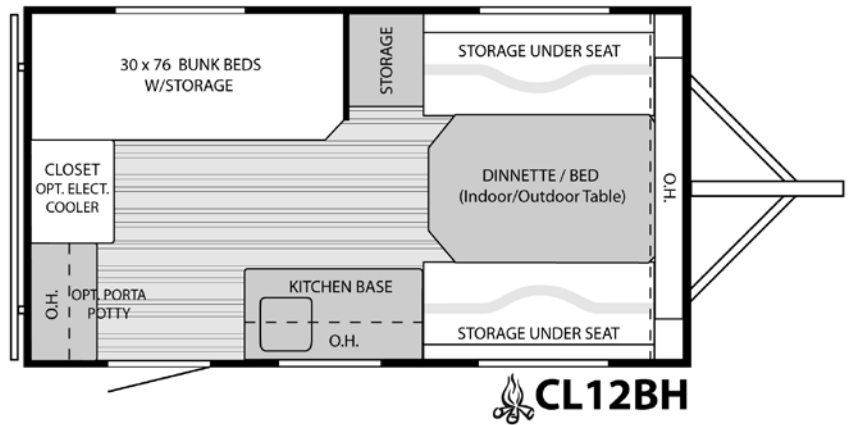 30 x 76 BUNK BEDS
W/STORAGE
STORAGE
STORAGE UNDER SEAT
CLOSET
OPT. ELECT.
COOLER
DINNETTE / BED
(Indoor/Outdoor Table)
O.H.
O.H.
OPT. PORTA
POTTY
KITCHEN BASE
O.H.
STORAGE UNDER SEAT
CL12BH